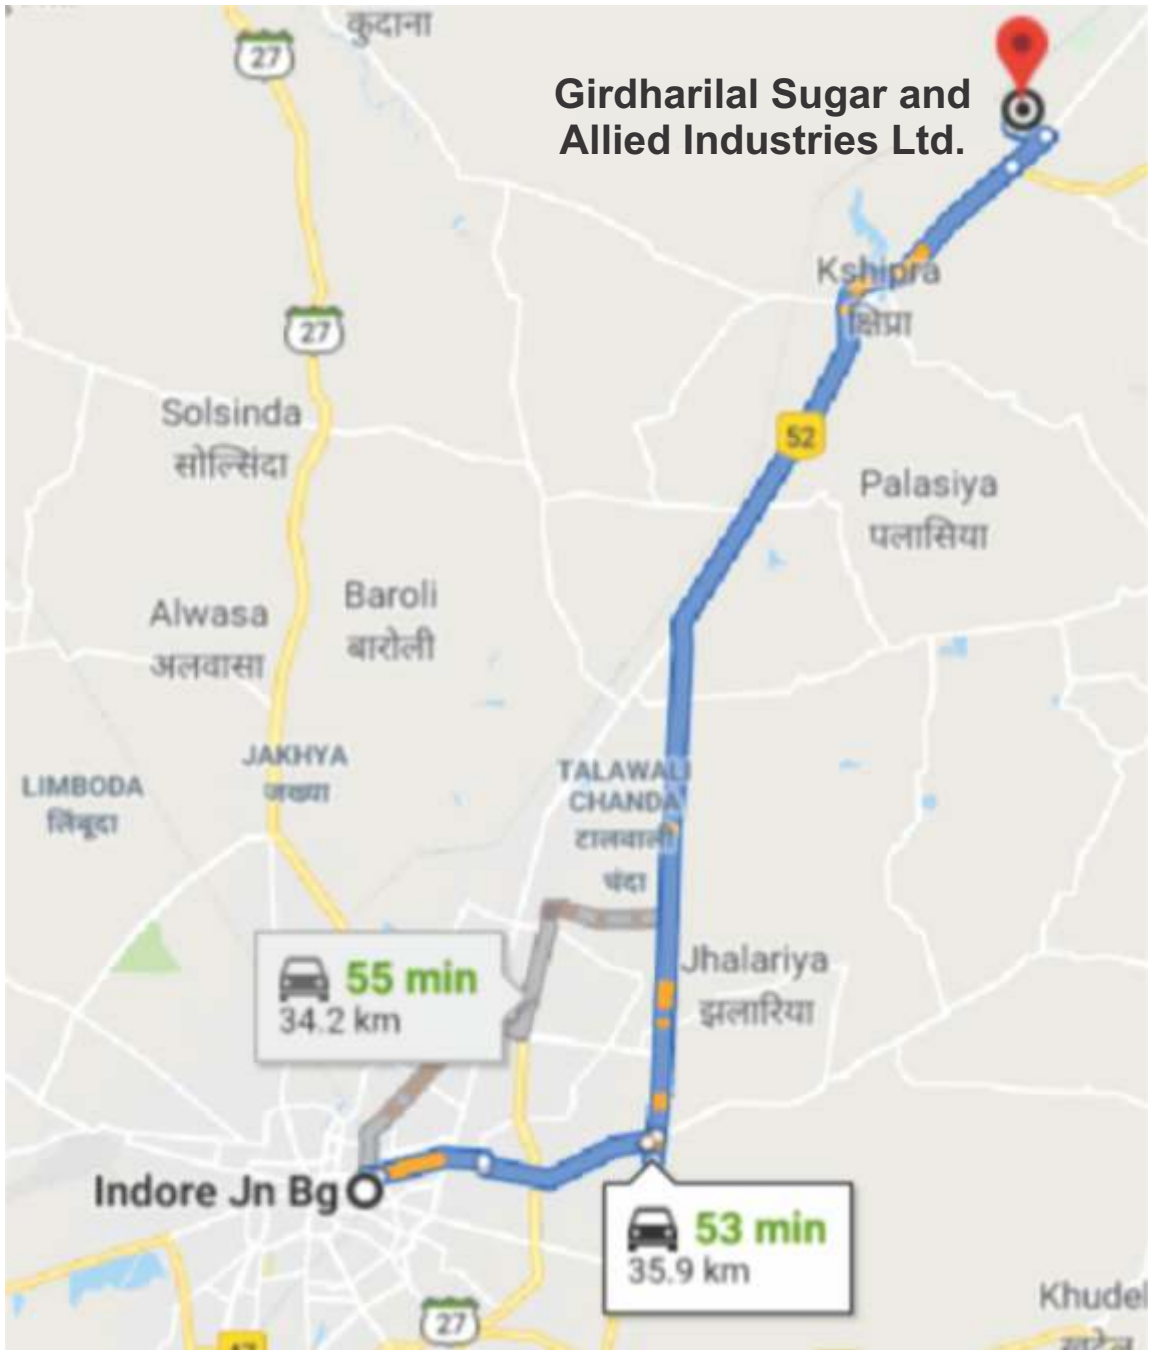 कुदाना
27
Girdharilal Sugar and
Allied Industries Ltd.
Kshipra
क्षिप्रा
27
Solsinda
सोल्सिंदा
52
Palasiya
पलासिया
Alwasa
अलवासा
Baroli
बारोली
JAKHYA
जख्या
LIMBODA
लिंबूदा
TALAWALI
CHANDA
टालवाली
चंदा
55 min
34.2 km
Jhalariya
झलारिया
Indore Jn Bg
53 min
35.9 km
27
Khudel